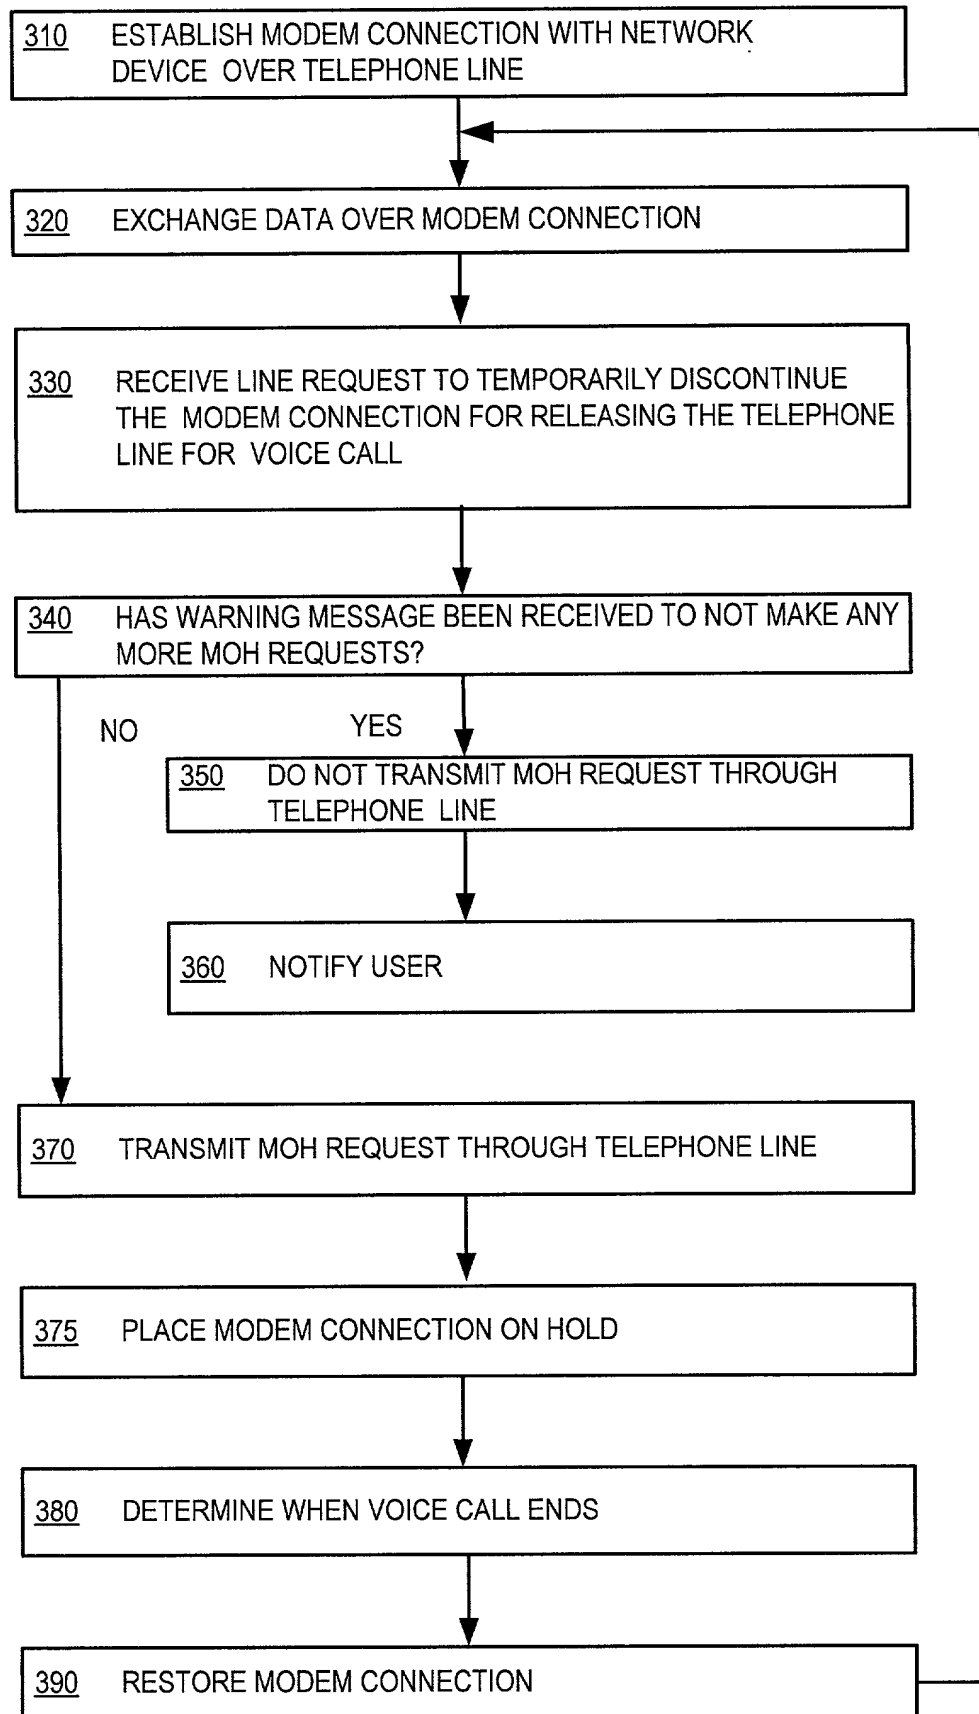 310 ESTABLISH MODEM CONNECTION WITH NETWORK
DEVICE OVER TELEPHONE LINE
320 EXCHANGE DATA OVER MODEM CONNECTION
330 RECEIVE LINE REQUEST TO TEMPORARILY DISCONTINUE
THE MODEM CONNECTION FOR RELEASING THE TELEPHONE
LINE FOR VOICE CALL
340 HAS WARNING MESSAGE BEEN RECEIVED TO NOT MAKE ANY
MORE MOH REQUESTS?
NO YES
350 DO NOT TRANSMIT MOH REQUEST THROUGH
TELEPHONE LINE
360 NOTIFY USER
370 TRANSMIT MOH REQUEST THROUGH TELEPHONE LINE
375 PLACE MODEM CONNECTION ON HOLD
380 DETERMINE WHEN VOICE CALL ENDS
390 RESTORE MODEM CONNECTION